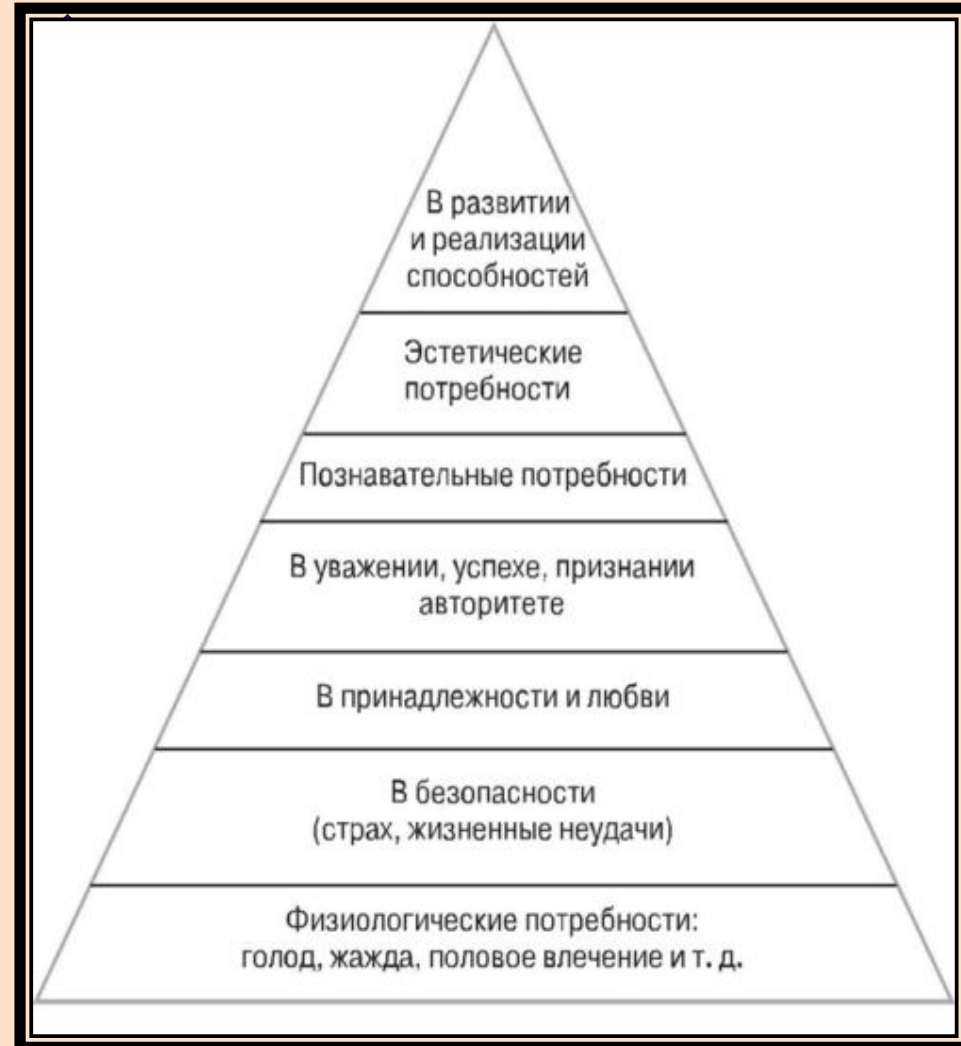 В развитии
и реализации
способностей
Эстетические
потребности
Познавательные потребности
В уважении, успехе, признании
авторитете
В принадлежности и любви
В безопасности
(страх, жизненные неудачи)
Физиологические потребности:
голод, жажда, половое влечение и т. д.